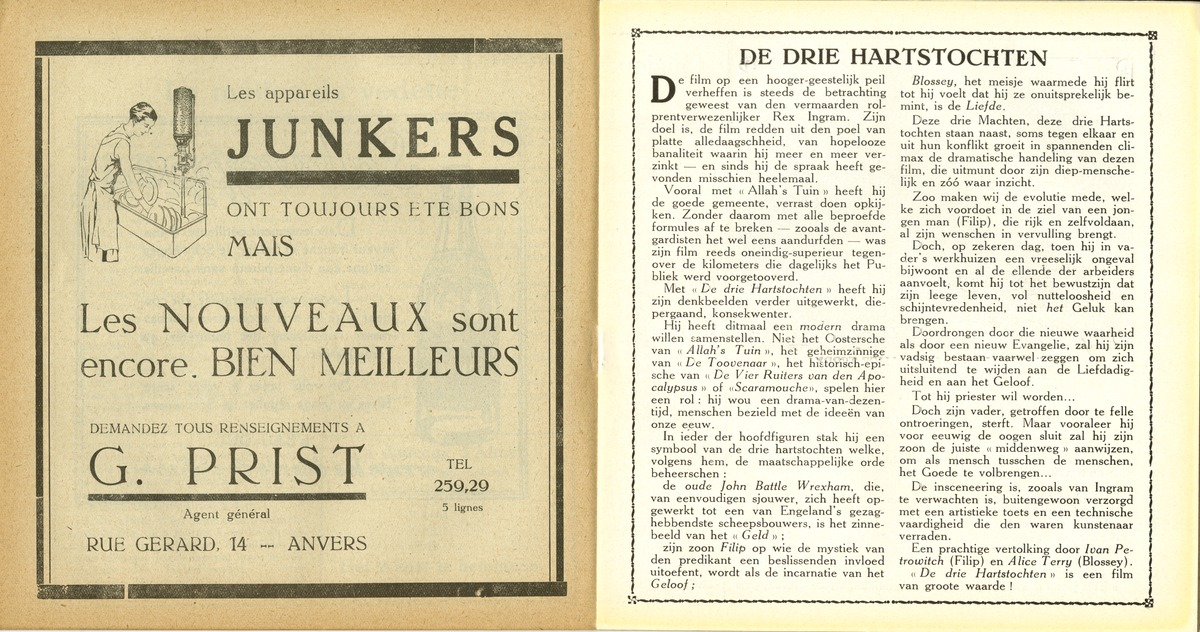 Les appareils
JUNKERS
ONT TOUJOURS ETE BONS
MAIS
Les NOUVEAUX sont
encore. BIEN MEILLEURS
DEMANDEZ TOUS RENSEIGNEMENTS A
G. PRIST
Agent général
TEL
259,29
5 lignes
RUE GERARD, 14 -- ANVERS
DE DRIE HARTSTOCHTEN
De film op een hooger-geestelijk peil
verheffen is steeds de betrachting
geweest van den vermaarden rol-
prentverwezenlijker Rex Ingram. Zijn
doel is, de film redden uit den poel van
platte alledaagschheid, van hopelooze
banaliteit waarin hij meer en meer ver-
zinkt — en sinds hij de spraak heeft ge-
vonden misschien heelemaal.
Vooral met « Allah's Tuin » heeft hij
de goede gemeente, verrast doen opkij-
ken. Zonder daarom met alle beproefde
formules af te breken — zooals de avant-
gardisten het wel eens aandurfden — was
zijn film reeds oneindig-superieur tegen-
over de kilometers die dagelijks het Pu-
bliek werd voorgetooverd.
Met « De drie Hartstochten » heeft hij
zijn denkbeelden verder uitgewerkt, die-
pergaand, konsekwenter.
Hij heeft ditmaal een modern drama
willen samenstellen. Niet het Oostersche
van « Allah's Tuin », het geheimzinnige
van « De Toovenaar », het historisch-epi-
sche van « De Vier Ruiters van den Apo-
calypsus » of «Scaramouche», spelen hier
een rol : hij wou een drama-van-dezen-
tijd, menschen bezield met de ideeën van
onze eeuw.
In ieder der hoofdfiguren stak hij een
symbool van de drie hartstochten welke,
volgens hem, de maatschappelijke orde
beheerschen :
de oude John Battle Wrexham, die,
van eenvoudigen sjouwer, zich heeft op-
gewerkt tot een van Engeland's gezag-
hebbendste scheepsbouwers, is het zinne-
beeld van het « Geld » ;
zijn zoon Filip op wie de mystiek van
den predikant een beslissenden invloed
uitoefent, wordt als de incarnatie van het
Geloof ;
Blossey, het meisje waarmede hij flirt
tot hij voelt dat hij ze onuitsprekelijk be-
mint, is de Liefde.
Deze drie Machten, deze drie Harts-
tochten staan naast, soms tegen elkaar en
uit hun konflikt groeit in spannenden cli-
max de dramatische handeling van dezen
film, die uitmunt door zijn diep-mensche-
lijk en zóó waar inzicht.
Zoo maken wij de evolutie mede, wel-
ke zich voordoet in de ziel van een jon-
gen man (Filip), die rijk en zelfvoldaan,
al zijn wenschen in vervulling brengt.
Doch, op zekeren dag, toen hij in va-
der's werkhuizen een vreeselijk ongeval
bijwoont en al de ellende der arbeiders
aanvoelt, komt hij tot het bewustzijn dat
zijn leege leven, vol nutteloosheid en
schijntevredenheid, niet het Geluk kan
brengen.
Doordrongen door die nieuwe waarheid
als door een nieuw Evangelie, zal hij zijn
vadsig bestaan vaarwel zeggen om zich
uitsluitend te wijden aan de Liefdadig-
heid en aan het Geloof.
Tot hij priester wil worden...
Doch zijn vader, getroffen door te felle
ontroeringen, sterft. Maar vooraleer hij
voor eeuwig de oogen sluit zal hij zijn
zoon de juiste « middenweg » aanwijzen,
om als mensch tusschen de menschen,
het Goede te volbrengen...
De insceneering is, zooals van Ingram
te verwachten is, buitengewoon verzorgd
met een artistieke toets en een technische
vaardigheid die den waren kunstenaar
verraden.
Een prachtige vertolking door Ivan Pe-
trowitch (Filip) en Alice Terry (Blossey).
« De drie Hartstochten » is een film
van groote waarde !